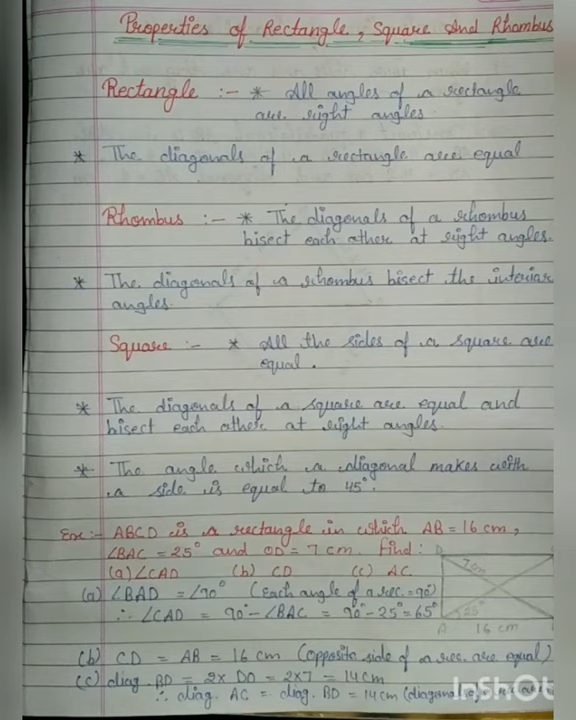 Properties of Rectangle, Square and Rhombus
Rectangle :- * All angles of a rectangle
are right angles
* The diagonals of a rectangle are equal
Rhombus :- * The diagonals of a rhombus
bisect each other at right angles.
* The diagonals of a rhombus bisect the interior
angles.
Square :- * All the sides of a square are
equal.
* The diagonals of a square are equal and
bisect each other at right angles.
* The angle which a diagonal makes with
a side is equal to 45°.
Ex:- ABCD is a rectangle in which AB = 16 cm,
∠BAC = 25° and OD = 7 cm. Find:
(a) ∠CAD (b) CD (c) AC
D
7cm
(a) ∠BAD = ∠90° (Each angle of a rec. = 90°)
∴ ∠CAD = 90° - ∠BAC = 90° - 25° = 65°
25°
A 16 cm
(b) CD = AB = 16 cm (opposite side of a rec. are equal)
(c) diag. BD = 2 x DO = 2x7 = 14cm
∴ diag. AC = diag. BD = 14 cm (diagonal of
InShOt